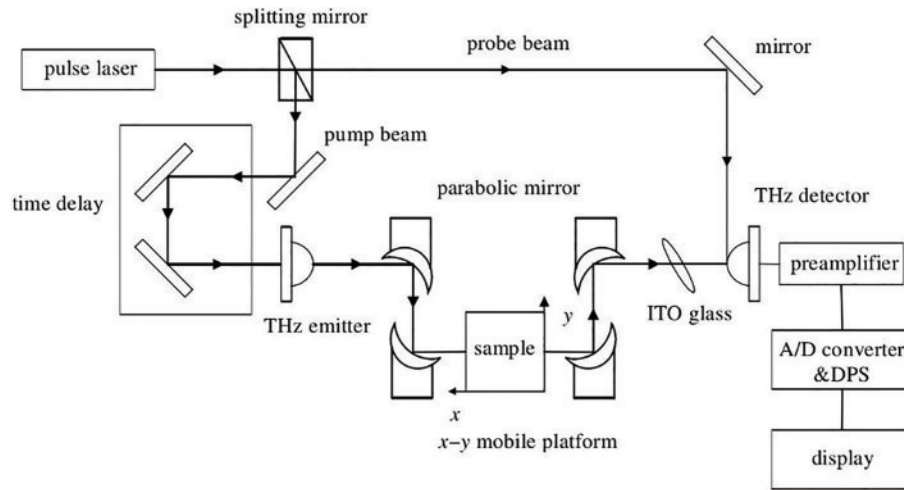 splitting mirror
pulse laser
probe beam
mirror
pump beam
time delay
parabolic mirror
THz detector
preamplifier
THz emitter
ITO glass
y
sample
A/D converter
&DPS
x
x–y mobile platform
display